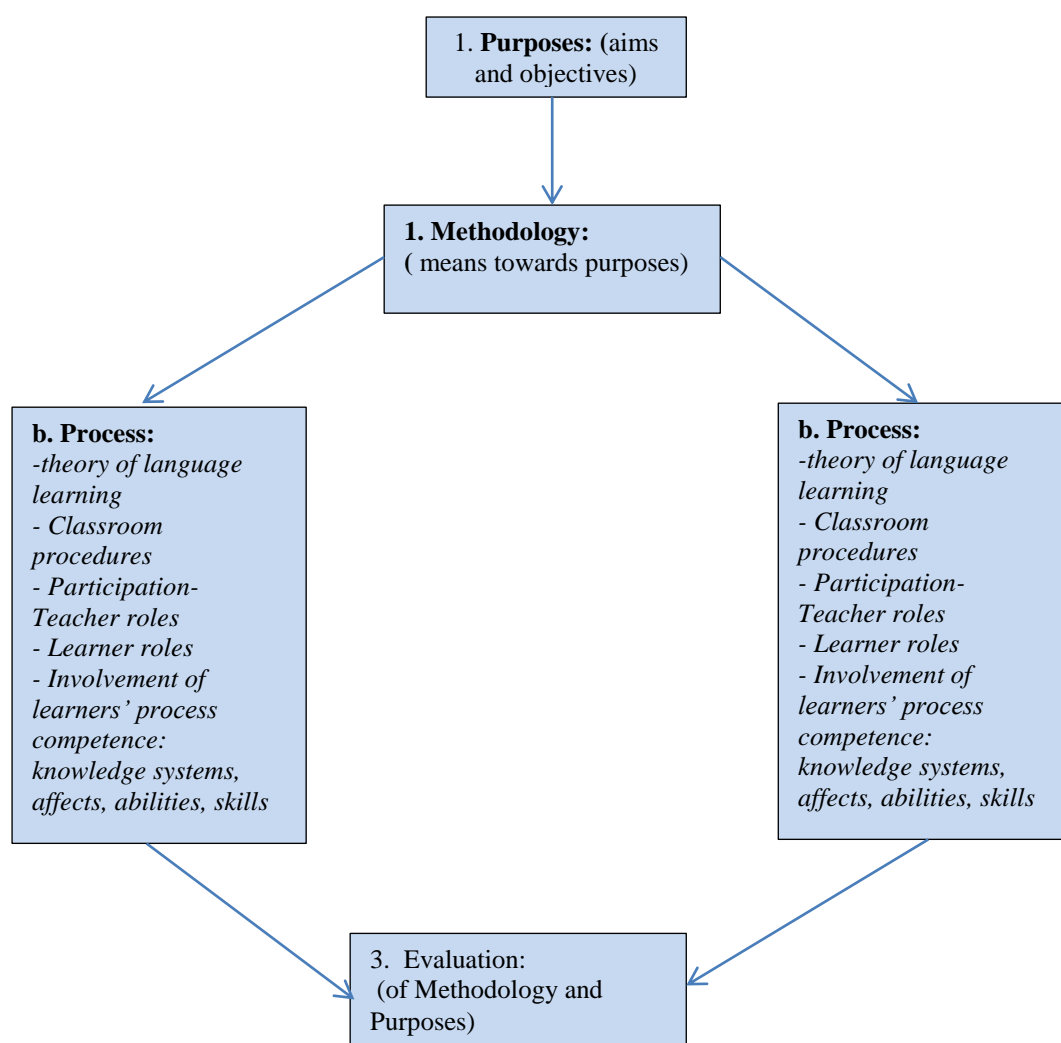 1. Purposes: (aims
and objectives)
1. Methodology:
( means towards purposes)
b. Process:
-theory of language
learning
- Classroom
procedures
- Participation-
Teacher roles
- Learner roles
- Involvement of
learners’ process
competence:
knowledge systems,
affects, abilities, skills
b. Process:
-theory of language
learning
- Classroom
procedures
- Participation-
Teacher roles
- Learner roles
- Involvement of
learners’ process
competence:
knowledge systems,
affects, abilities, skills
3. Evaluation:
(of Methodology and
Purposes)